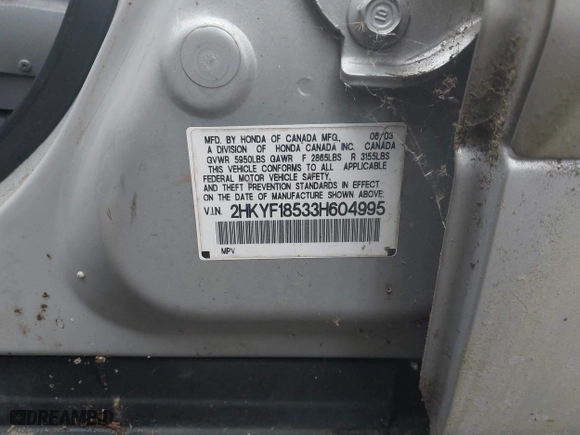 10
MFD. BY HONDA OF CANADA MFG., 06/03
A DIVISION OF HONDA CANADA INC. CANADA
GVWR 5950LBS GAWR F 2865LBS R 3155LBS
THIS VEHICLE CONFORMS TO ALL APPLICABLE
FEDERAL MOTOR VEHICLE SAFETY,
AND THEFT PREVENTION STANDARDS IN EFFECT
ON THE DATE OF MANUFACTURE SHOWN ABOVE.
V.I.N. 2HKYF18533H604995
MPV
DREAMBID